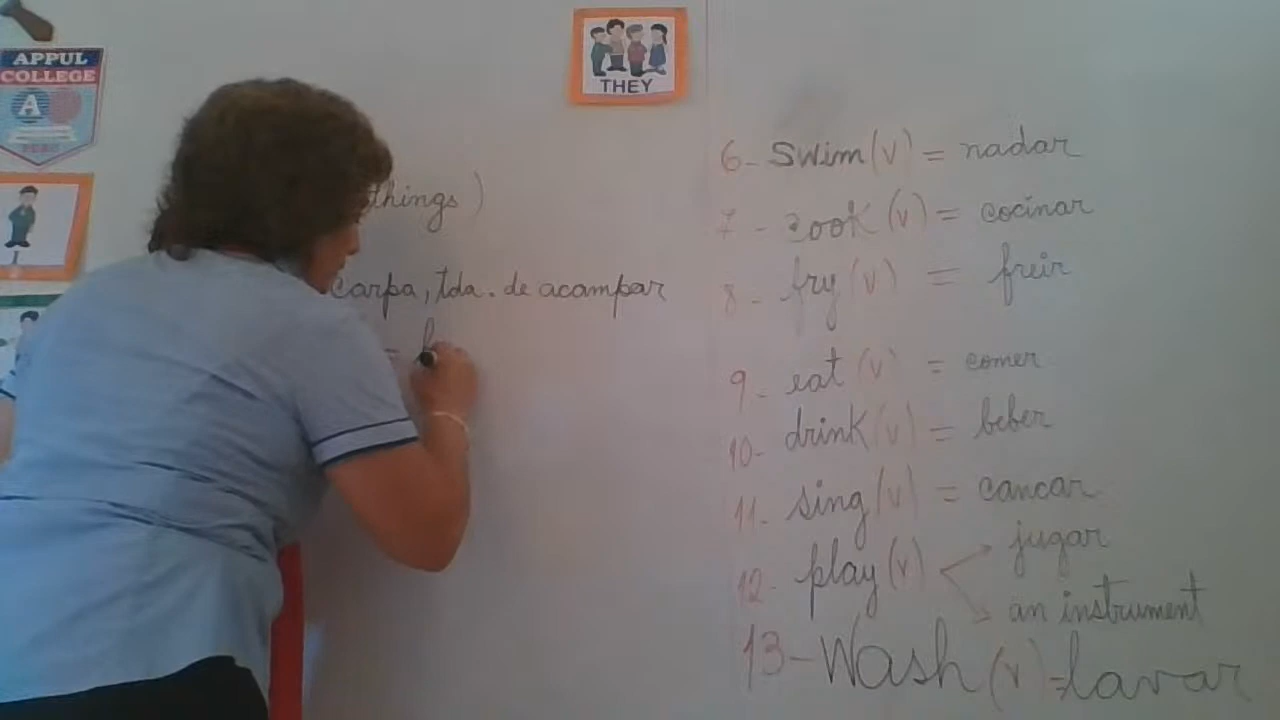 APPUL
COLLEGE
A
PERÚ
THEY
things )
carpa, tda. de acampar
=
6- swim (v) = nadar
7- cook (v) = cocinar
8- fry (v) = freir
9- eat (v) = comer
10- drink (v) = beber
11- sing (v) = cancar
12- play (v) jugar
an instrument
13- Wash (v) = lavar